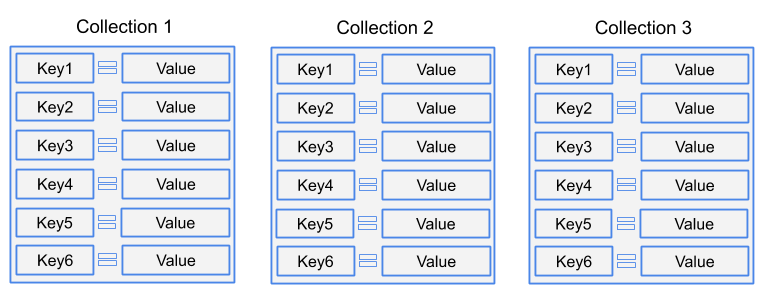 Collection 1
Key1 Value
Key2 Value
Key3 Value
Key4 Value
Key5 Value
Key6 Value
Collection 2
Key1 Value
Key2 Value
Key3 Value
Key4 Value
Key5 Value
Key6 Value
Collection 3
Key1 Value
Key2 Value
Key3 Value
Key4 Value
Key5 Value
Key6 Value